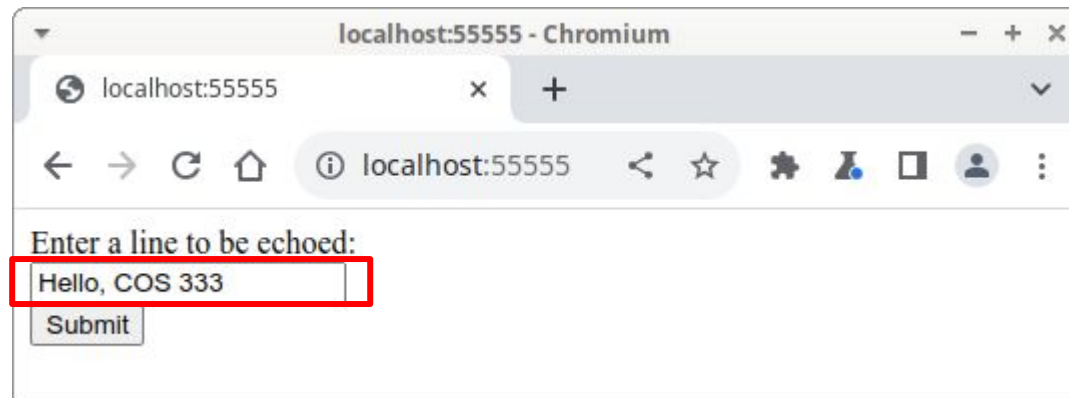 localhost:55555 - Chromium
localhost:55555
localhost:55555
Enter a line to be echoed:
Hello, COS 333
Submit